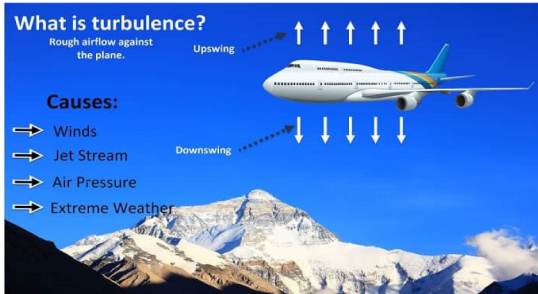 What is turbulence?
Rough airflow against
the plane.
Upswing
Causes:
Winds
Jet Stream
Downswing
Air Pressure
Extreme Weather